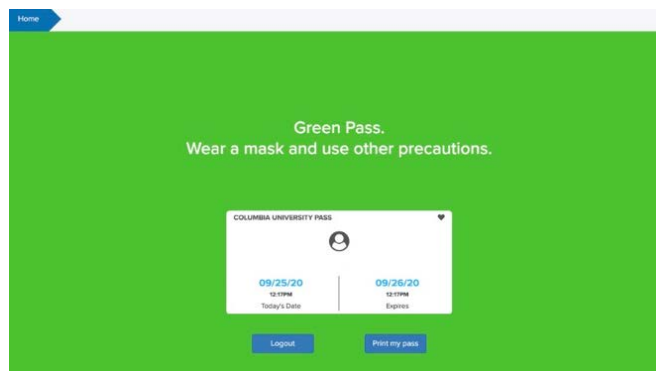 Home
Green Pass.
Wear a mask and use other precautions.
COLUMBIA UNIVERSITY PASS
09/25/20 09/26/20
12:17PM 12:17PM
Today's Date Expires
Logout Print my pass